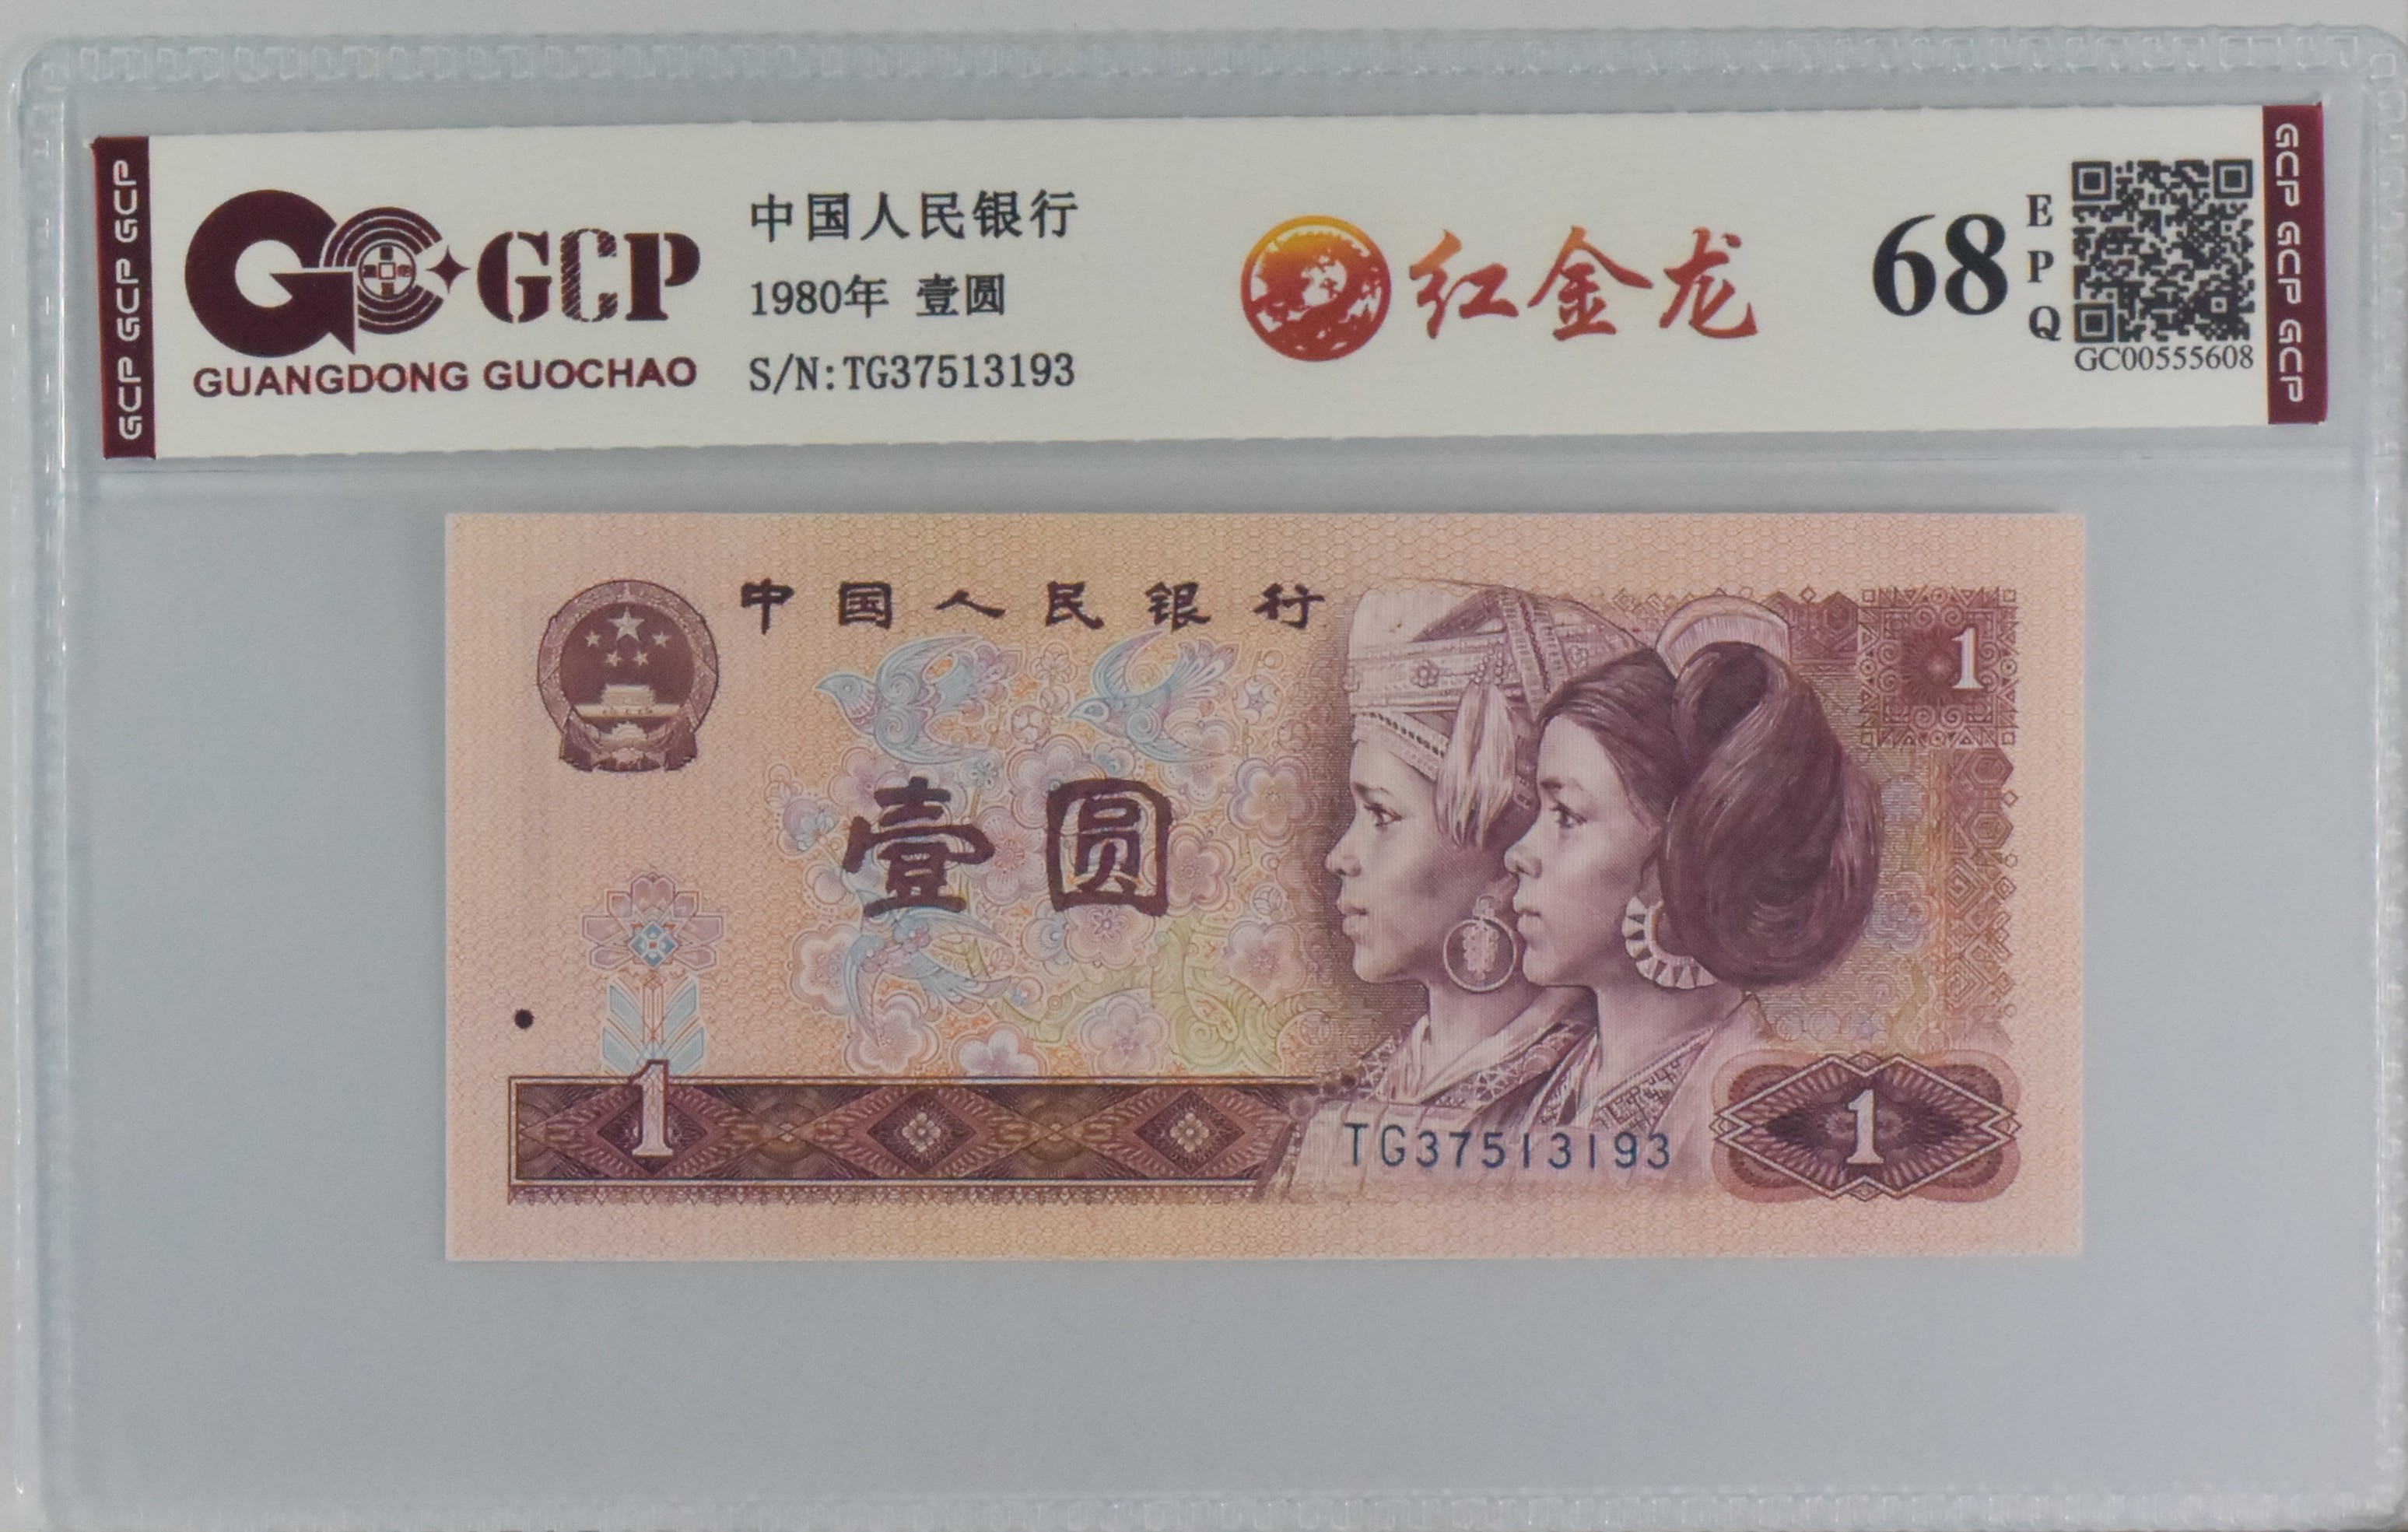 GCP GCP GCP
GCP
GUANGDONG GUOCHAO
中国人民银行
1980年 壹圆
S/N:TG37513193
红金龙
68
EPQ
GC00555608
GCP GCP GCP
中国人民银行
1
壹圆
1
TG37513193
1